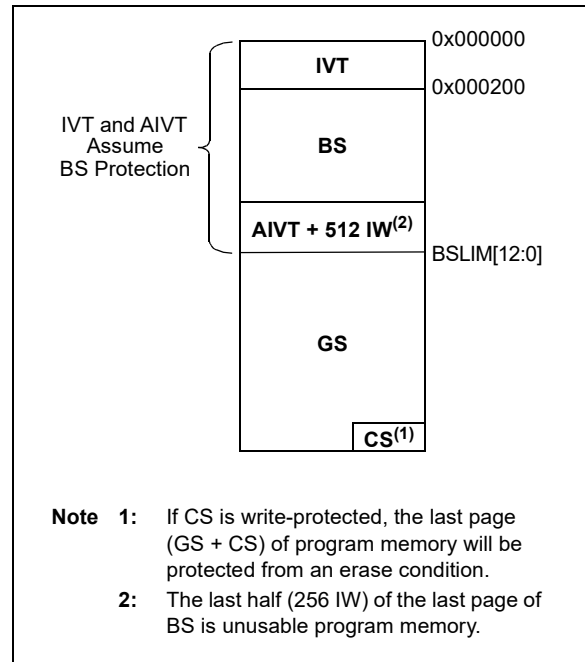 0x000000
IVT
0x000200
IVT and AIVT
Assume
BS Protection
BS
AIVT + 512 IW(2)
BSLIM[12:0]
GS
CS(1)
Note 1: If CS is write-protected, the last page
(GS + CS) of program memory will be
protected from an erase condition.
2: The last half (256 IW) of the last page of
BS is unusable program memory.